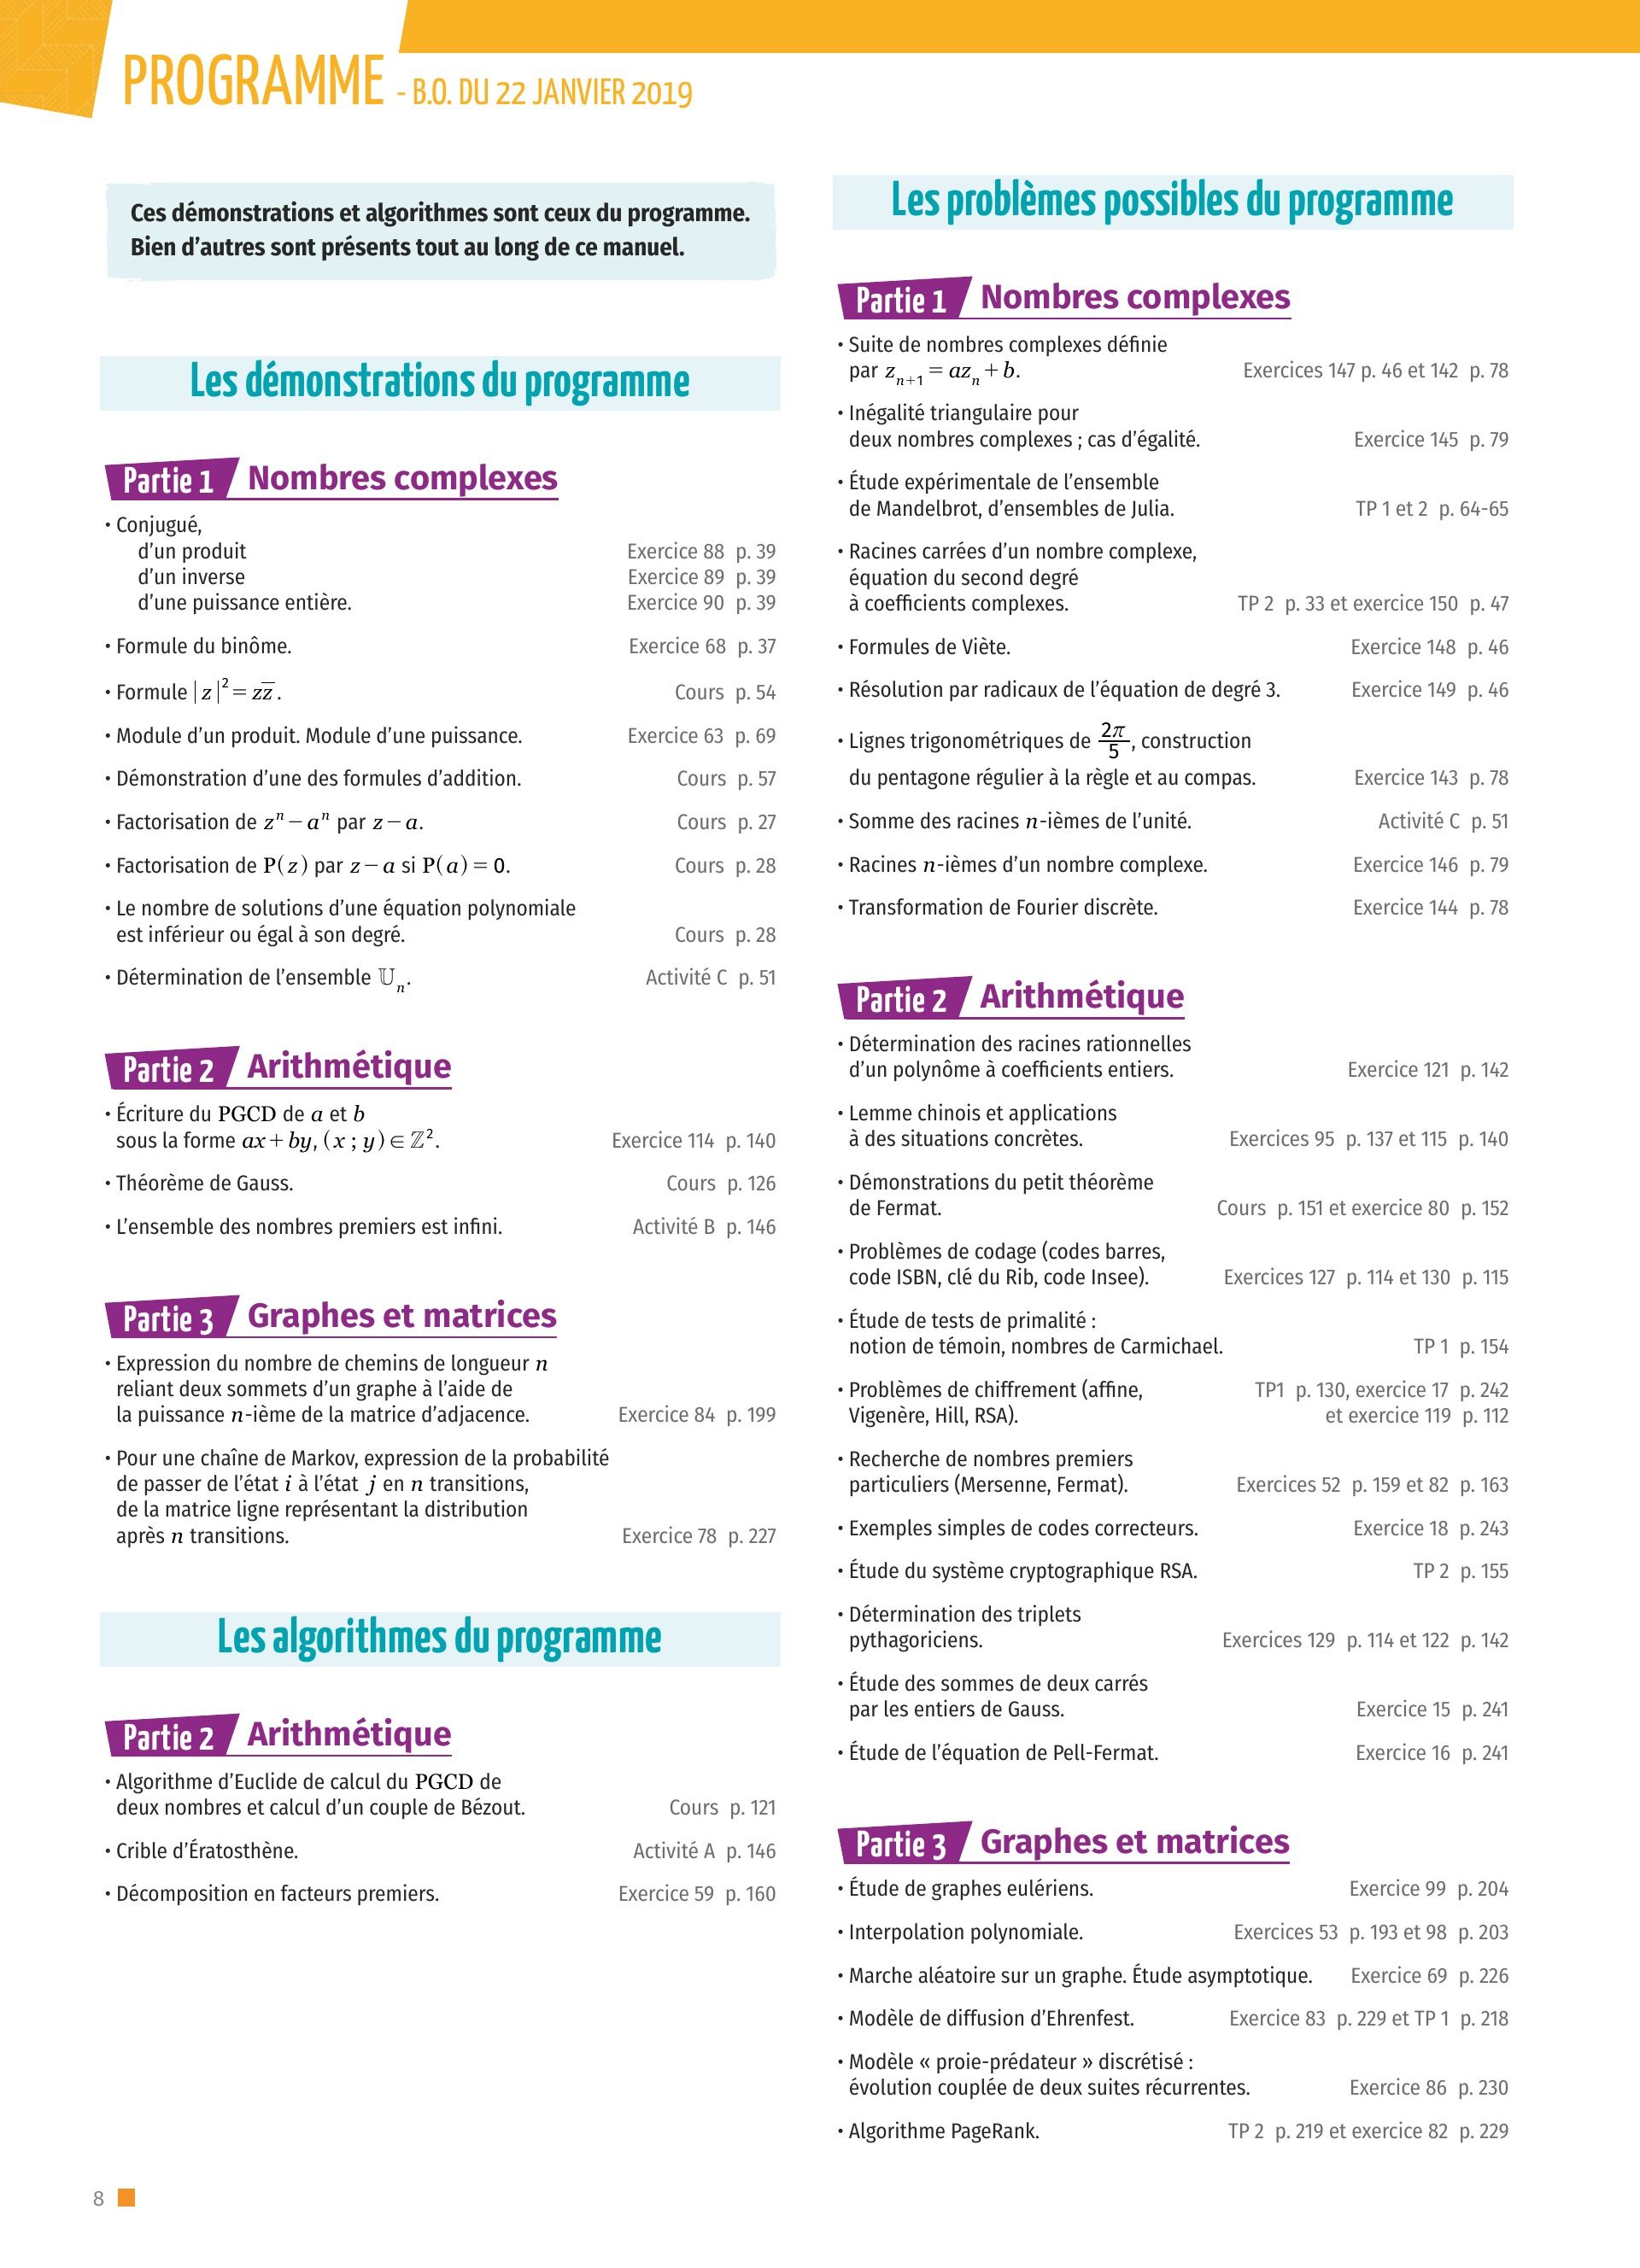 PROGRAMME - B.O. DU 22 JANVIER 2019
Ces démonstrations et algorithmes sont ceux du programme.
Bien d’autres sont présents tout au long de ce manuel.
Les démonstrations du programme
Partie 1 Nombres complexes
• Conjugué,
d’un produit Exercice 88 p. 39
d’un inverse Exercice 89 p. 39
d’une puissance entière. Exercice 90 p. 39
• Formule du binôme. Exercice 68 p. 37
• Formule |z|² = zz̅. Cours p. 54
• Module d’un produit. Module d’une puissance. Exercice 63 p. 69
• Démonstration d’une des formules d’addition. Cours p. 57
• Factorisation de zⁿ − aⁿ par z − a. Cours p. 27
• Factorisation de P(z) par z − a si P(a) = 0. Cours p. 28
• Le nombre de solutions d’une équation polynomiale
est inférieur ou égal à son degré. Cours p. 28
• Détermination de l’ensemble 𝕌ₙ. Activité C p. 51
Partie 2 Arithmétique
• Écriture du PGCD de a et b
sous la forme ax + by, (x ; y) ∈ ℤ². Exercice 114 p. 140
• Théorème de Gauss. Cours p. 126
• L’ensemble des nombres premiers est infini. Activité B p. 146
Partie 3 Graphes et matrices
• Expression du nombre de chemins de longueur n
reliant deux sommets d’un graphe à l’aide de
la puissance n-ième de la matrice d’adjacence. Exercice 84 p. 199
• Pour une chaîne de Markov, expression de la probabilité
de passer de l’état i à l’état j en n transitions,
de la matrice ligne représentant la distribution
après n transitions. Exercice 78 p. 227
Les algorithmes du programme
Partie 2 Arithmétique
• Algorithme d’Euclide de calcul du PGCD de
deux nombres et calcul d’un couple de Bézout. Cours p. 121
• Crible d’Ératosthène. Activité A p. 146
• Décomposition en facteurs premiers. Exercice 59 p. 160
Les problèmes possibles du programme
Partie 1 Nombres complexes
• Suite de nombres complexes définie
par zₙ₊₁ = azₙ + b. Exercices 147 p. 46 et 142 p. 78
• Inégalité triangulaire pour
deux nombres complexes ; cas d’égalité. Exercice 145 p. 79
• Étude expérimentale de l’ensemble
de Mandelbrot, d’ensembles de Julia. TP 1 et 2 p. 64-65
• Racines carrées d’un nombre complexe,
équation du second degré
à coefficients complexes. TP 2 p. 33 et exercice 150 p. 47
• Formules de Viète. Exercice 148 p. 46
• Résolution par radicaux de l’équation de degré 3. Exercice 149 p. 46
• Lignes trigonométriques de 2π/5, construction
du pentagone régulier à la règle et au compas. Exercice 143 p. 78
• Somme des racines n-ièmes de l’unité. Activité C p. 51
• Racines n-ièmes d’un nombre complexe. Exercice 146 p. 79
• Transformation de Fourier discrète. Exercice 144 p. 78
Partie 2 Arithmétique
• Détermination des racines rationnelles
d’un polynôme à coefficients entiers. Exercice 121 p. 142
• Lemme chinois et applications
à des situations concrètes. Exercices 95 p. 137 et 115 p. 140
• Démonstrations du petit théorème
de Fermat. Cours p. 151 et exercice 80 p. 152
• Problèmes de codage (codes barres,
code ISBN, clé du Rib, code Insee). Exercices 127 p. 114 et 130 p. 115
• Étude de tests de primalité :
notion de témoin, nombres de Carmichael. TP 1 p. 154
• Problèmes de chiffrement (affine, TP1 p. 130, exercice 17 p. 242
Vigenère, Hill, RSA). et exercice 119 p. 112
• Recherche de nombres premiers
particuliers (Mersenne, Fermat). Exercices 52 p. 159 et 82 p. 163
• Exemples simples de codes correcteurs. Exercice 18 p. 243
• Étude du système cryptographique RSA. TP 2 p. 155
• Détermination des triplets
pythagoriciens. Exercices 129 p. 114 et 122 p. 142
• Étude des sommes de deux carrés
par les entiers de Gauss. Exercice 15 p. 241
• Étude de l’équation de Pell-Fermat. Exercice 16 p. 241
Partie 3 Graphes et matrices
• Étude de graphes eulériens. Exercice 99 p. 204
• Interpolation polynomiale. Exercices 53 p. 193 et 98 p. 203
• Marche aléatoire sur un graphe. Étude asymptotique. Exercice 69 p. 226
• Modèle de diffusion d’Ehrenfest. Exercice 83 p. 229 et TP 1 p. 218
• Modèle « proie-prédateur » discrétisé :
évolution couplée de deux suites récurrentes. Exercice 86 p. 230
• Algorithme PageRank. TP 2 p. 219 et exercice 82 p. 229
8